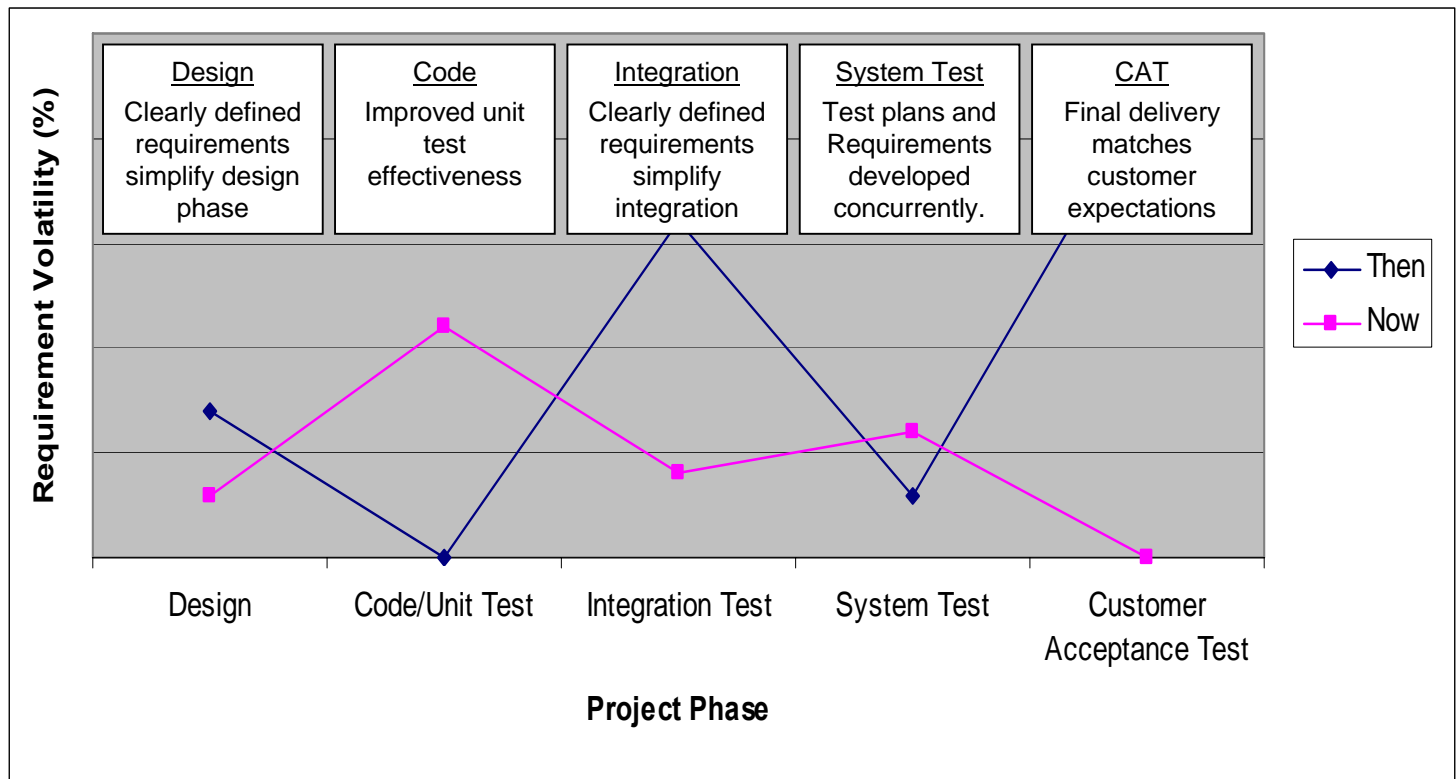 Requirement Volatility (%)
Design
Clearly defined
requirements
simplify design
phase
Code
Improved unit
test
effectiveness
Integration
Clearly defined
requirements
simplify
integration
System Test
Test plans and
Requirements
developed
concurrently.
CAT
Final delivery
matches
customer
expectations
Then
Now
Design
Code/Unit Test
Integration Test
System Test
Customer
Acceptance Test
Project Phase